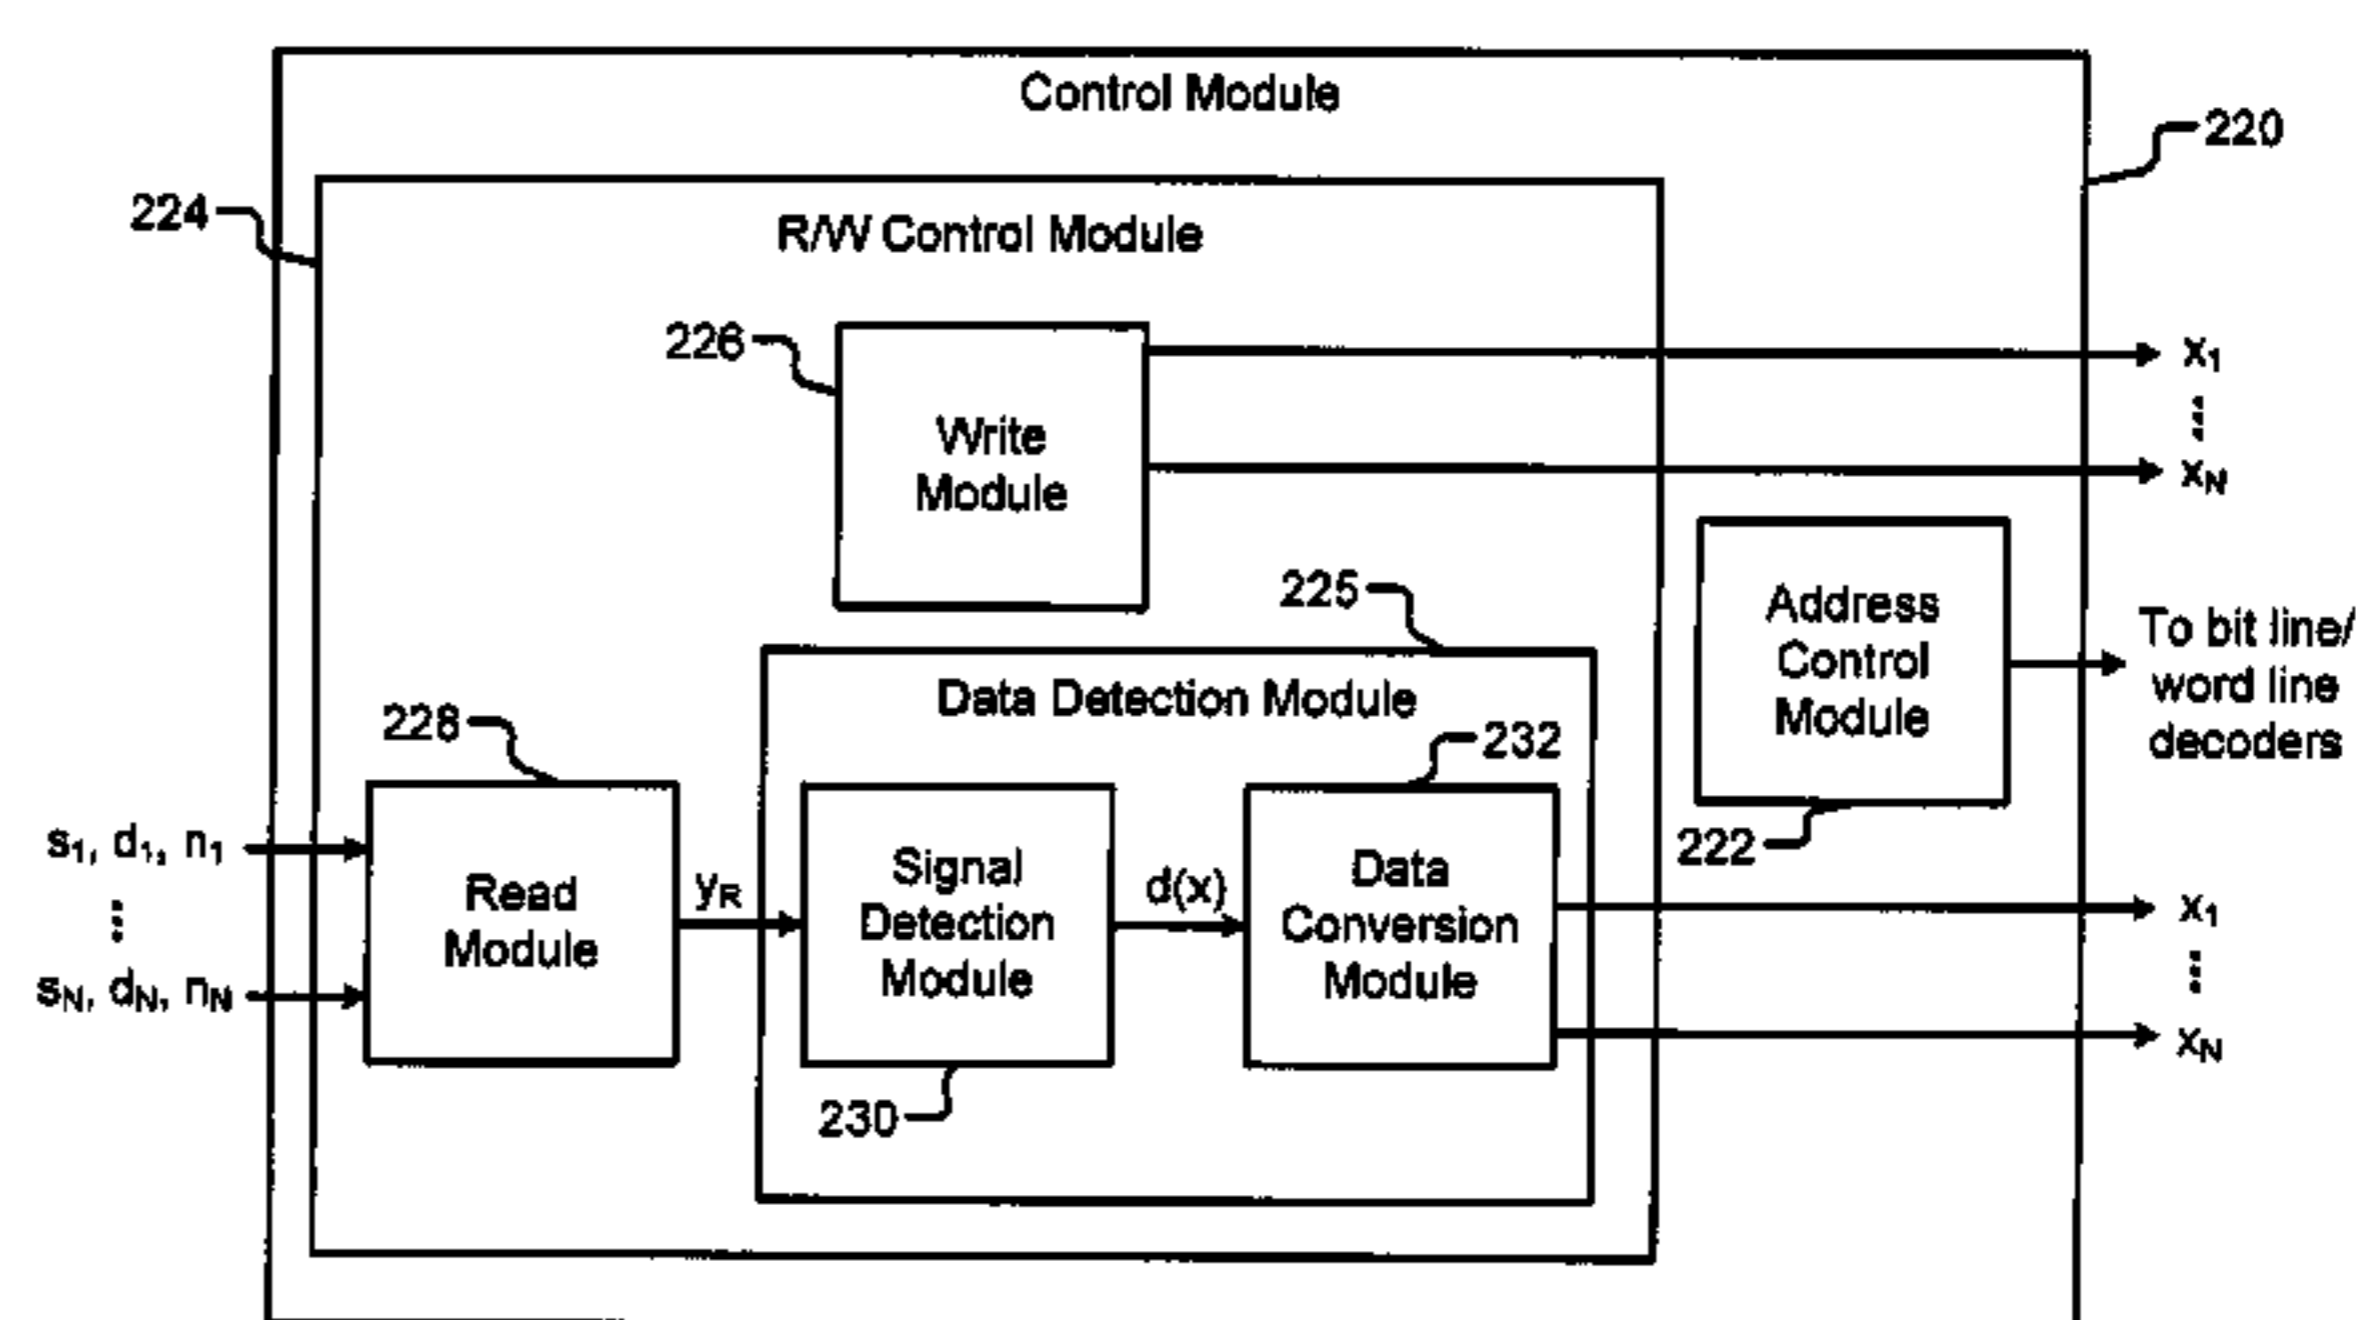 Control Module
220
224
R/W Control Module
226
x1
xN
Write
Module
225
Address
Control
Module
To bit line/
word line
decoders
Data Detection Module
228
232
222
s1, d1, n1
sN, dN, nN
Read
Module
yR
Signal
Detection
Module
d(x)
Data
Conversion
Module
x1
xN
230